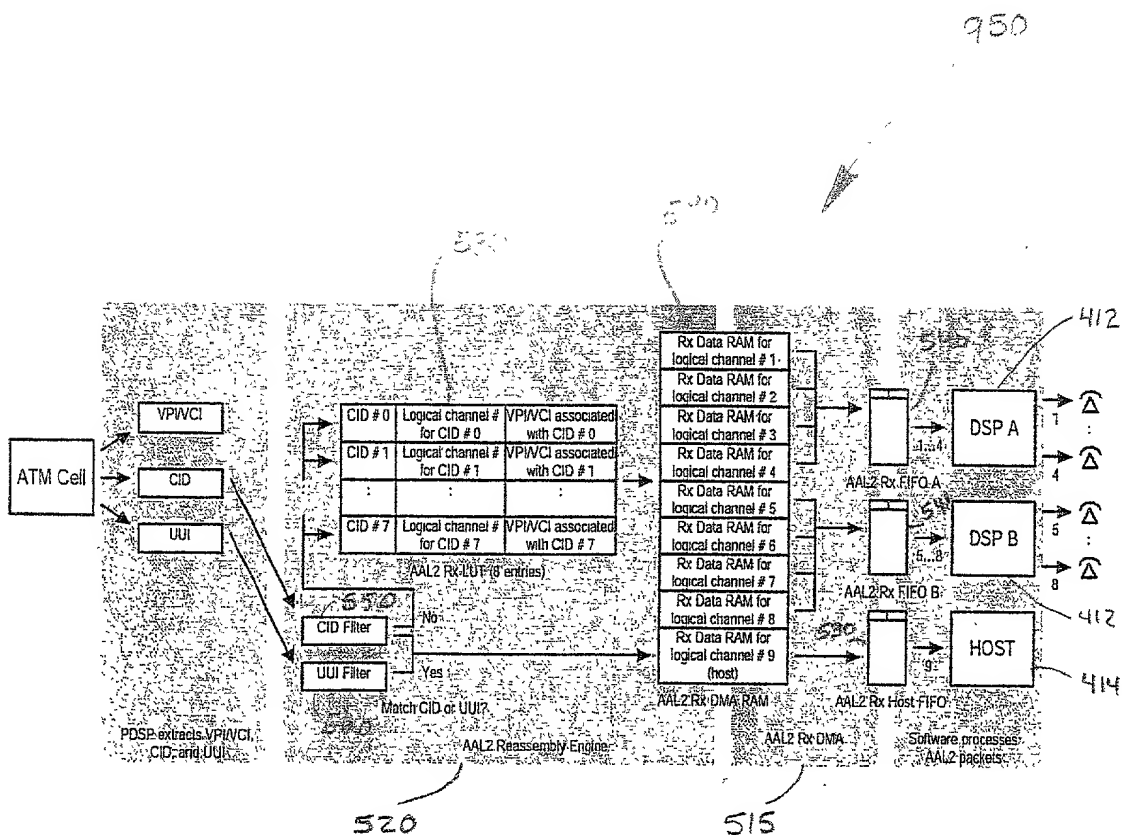 950
520
412
Rx Data RAM for
logical channel # 1
Rx Data RAM for
logical channel # 2
Rx Data RAM for
logical channel # 3
Rx Data RAM for
logical channel # 4
Rx Data RAM for
logical channel # 5
Rx Data RAM for
logical channel # 6
Rx Data RAM for
logical channel # 7
Rx Data RAM for
logical channel # 8
Rx Data RAM for
logical channel # 9
(host)
AAL2 Rx DMA RAM
ATM Cell
VPI/VCI
CID
UUI
CID # 0
Logical channel #
for CID # 0
VPI/VCI associated
with CID # 0
CID # 1
Logical channel #
for CID # 1
VPI/VCI associated
with CID # 1
:
:
:
CID # 7
Logical channel #
for CID # 7
VPI/VCI associated
with CID # 7
AAL2 Rx LUT (8 entries)
550
CID Filter
No
UUI Filter
Yes
Match CID or UUI?
540
1...4
AAL2 Rx FIFO A
DSP A
1
:
4
540
5...8
AAL2 Rx FIFO B
DSP B
5
:
8
412
530
9
AAL2 Rx Host FIFO
HOST
414
PDSP extracts VPI/VCI,
CID, and UUI
AAL2 Reassembly Engine
AAL2 Rx DMA
Software processes
AAL2 packets
520
515